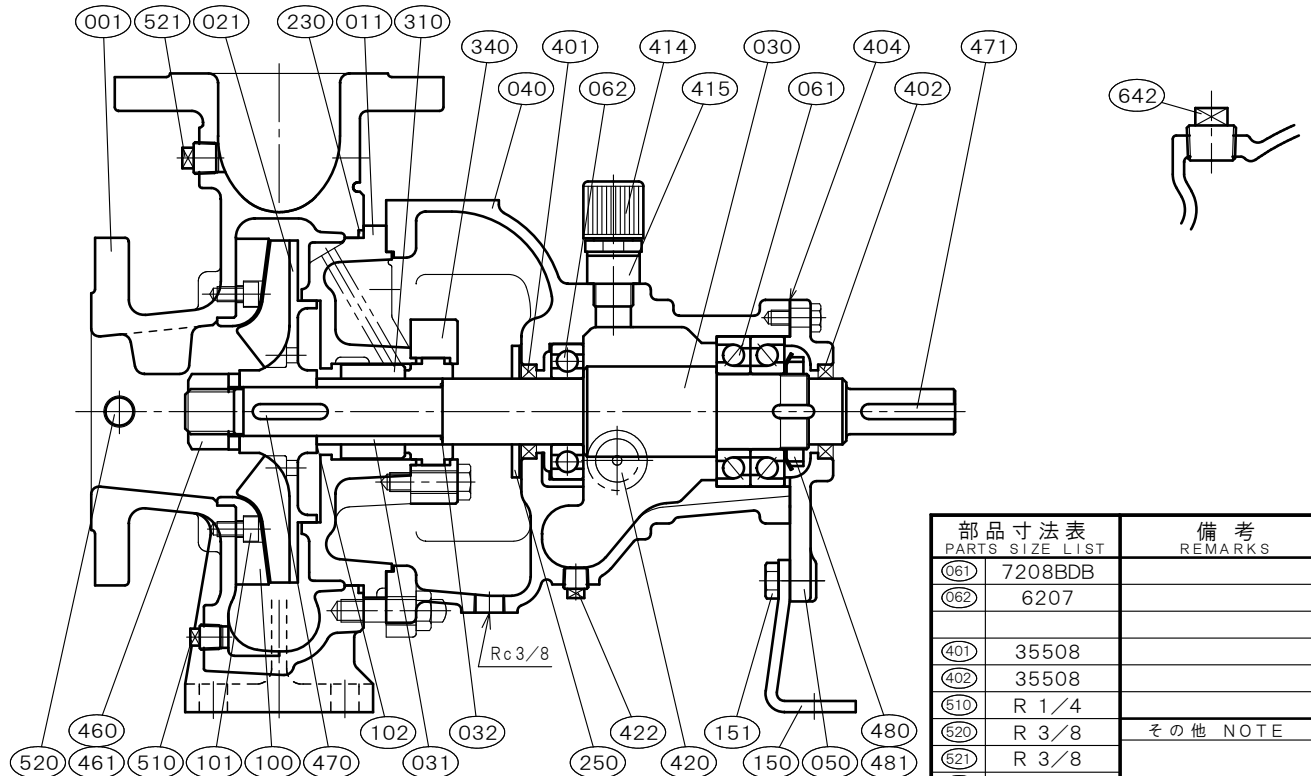 001 521 021 230 011 310
340 401 414 030 404 471
040 062 415 061 402
642
Rc3/8
460 102 032 422 151 480
520 461 510 101 100 470 031 250 420 150 050 481
部品寸法表 備考
PARTS SIZE LIST REMARKS
061 7208BDB
062 6207
401 35508
402 35508
510 R 1/4
520 R 3/8 その他 NOTE
521 R 3/8